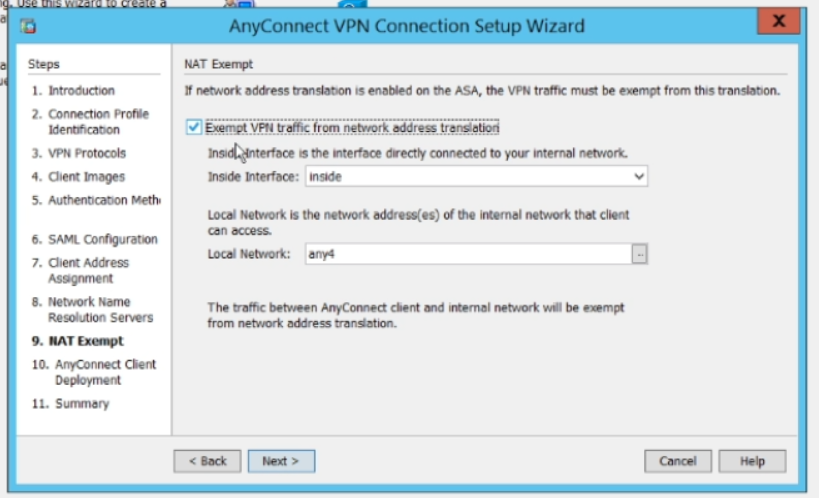 Use this wizard to create a
AnyConnect VPN Connection Setup Wizard
X
Steps
1. Introduction
2. Connection Profile
Identification
3. VPN Protocols
4. Client Images
5. Authentication Meth
6. SAML Configuration
7. Client Address
Assignment
8. Network Name
Resolution Servers
9. NAT Exempt
10. AnyConnect Client
Deployment
11. Summary
NAT Exempt
If network address translation is enabled on the ASA, the VPN traffic must be exempt from this translation.
Exempt VPN traffic from network address translation
Inside Interface is the interface directly connected to your internal network.
Inside Interface: inside
Local Network is the network address(es) of the internal network that client
can access.
Local Network: any4
..
The traffic between AnyConnect client and internal network will be exempt
from network address translation.
< Back Next > Cancel Help